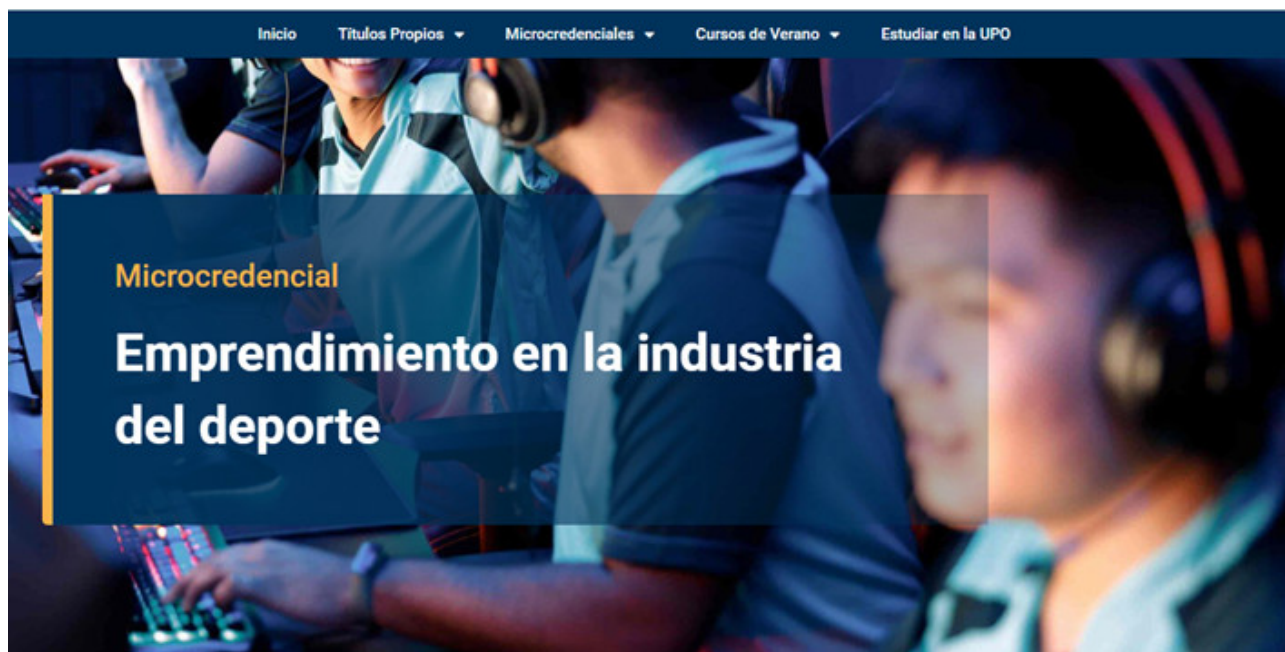 Inicio Títulos Propios Microcredenciales Cursos de Verano Estudiar en la UPO
Microcredencial
Emprendimiento en la industria
del deporte